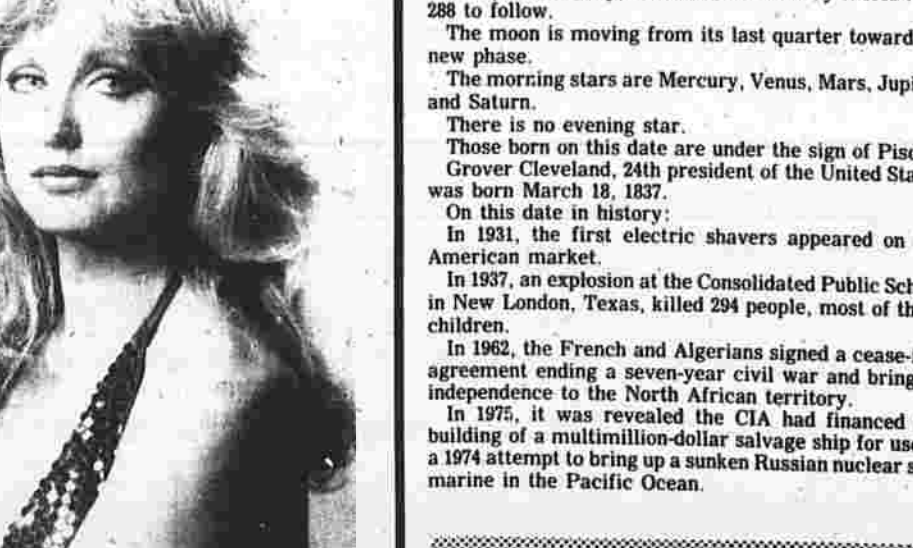 288 to follow.
The moon is moving from its last quarter toward
new phase.
The morning stars are Mercury, Venus, Mars, Jupi
and Saturn.
There is no evening star.
Those born on this date are under the sign of Pisc
Grover Cleveland, 24th president of the United Sta
was born March 18, 1837.
On this date in history:
In 1931, the first electric shavers appeared on
American market.
In 1937, an explosion at the Consolidated Public Sch
in New London, Texas, killed 294 people, most of th
children.
In 1962, the French and Algerians signed a cease-
agreement ending a seven-year civil war and bring
independence to the North African territory.
In 1975, it was revealed the CIA had financed
building of a multimillion-dollar salvage ship for use
a 1974 attempt to bring up a sunken Russian nuclear s
marine in the Pacific Ocean.